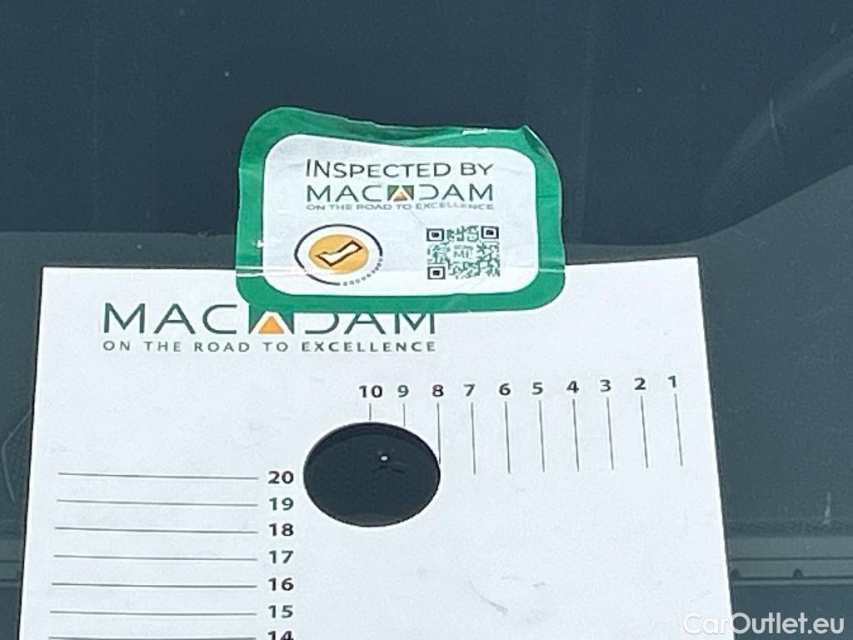 INSPECTED BY
MACADAM
ON THE ROAD TO EXCELLENCE
ME
MACADAM
ON THE ROAD TO EXCELLENCE
10 9 8 7 6 5 4 3 2 1
20
19
18
17
16
15
14
CarOutlet.eu